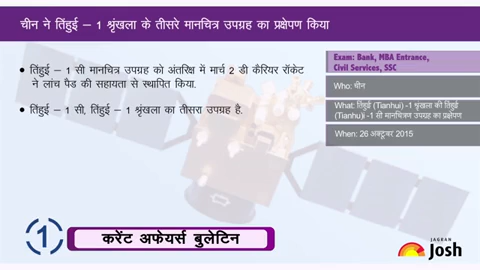 चीन ने तिंहुई – 1 श्रृंखला के तीसरे मानचित्र उपग्रह का प्रक्षेपण किया
• तिंहुई – 1 सी मानचित्र उपग्रह को अंतरिक्ष में मार्च 2 डी कैरियर रॉकेट
ने लांच पैड की सहायता से स्थापित किया.
• तिंहुई – 1 सी, तिंहुई – 1 श्रृंखला का तीसरा उपग्रह है.
Exam: Bank, MBA Entrance,
Civil Services, SSC
Who: चीन
What: तिंहुई (Tianhui) -1 श्रृंखला की तिंहुई
(Tianhu)i -1 सी मानचित्रण उपग्रह का प्रक्षेपण
When: 26 अक्टूबर 2015
1
करेंट अफेयर्स बुलेटिन
JAGRAN
Josh